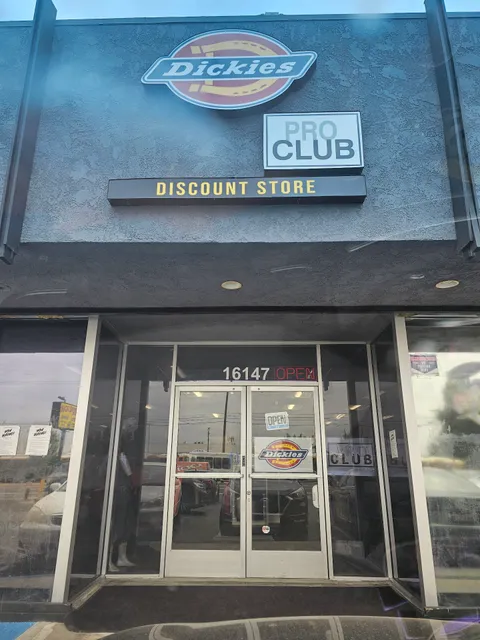 Dickies
PRO
CLUB
DISCOUNT STORE
16147 OPEN
OPEN
Dickies
CLUB